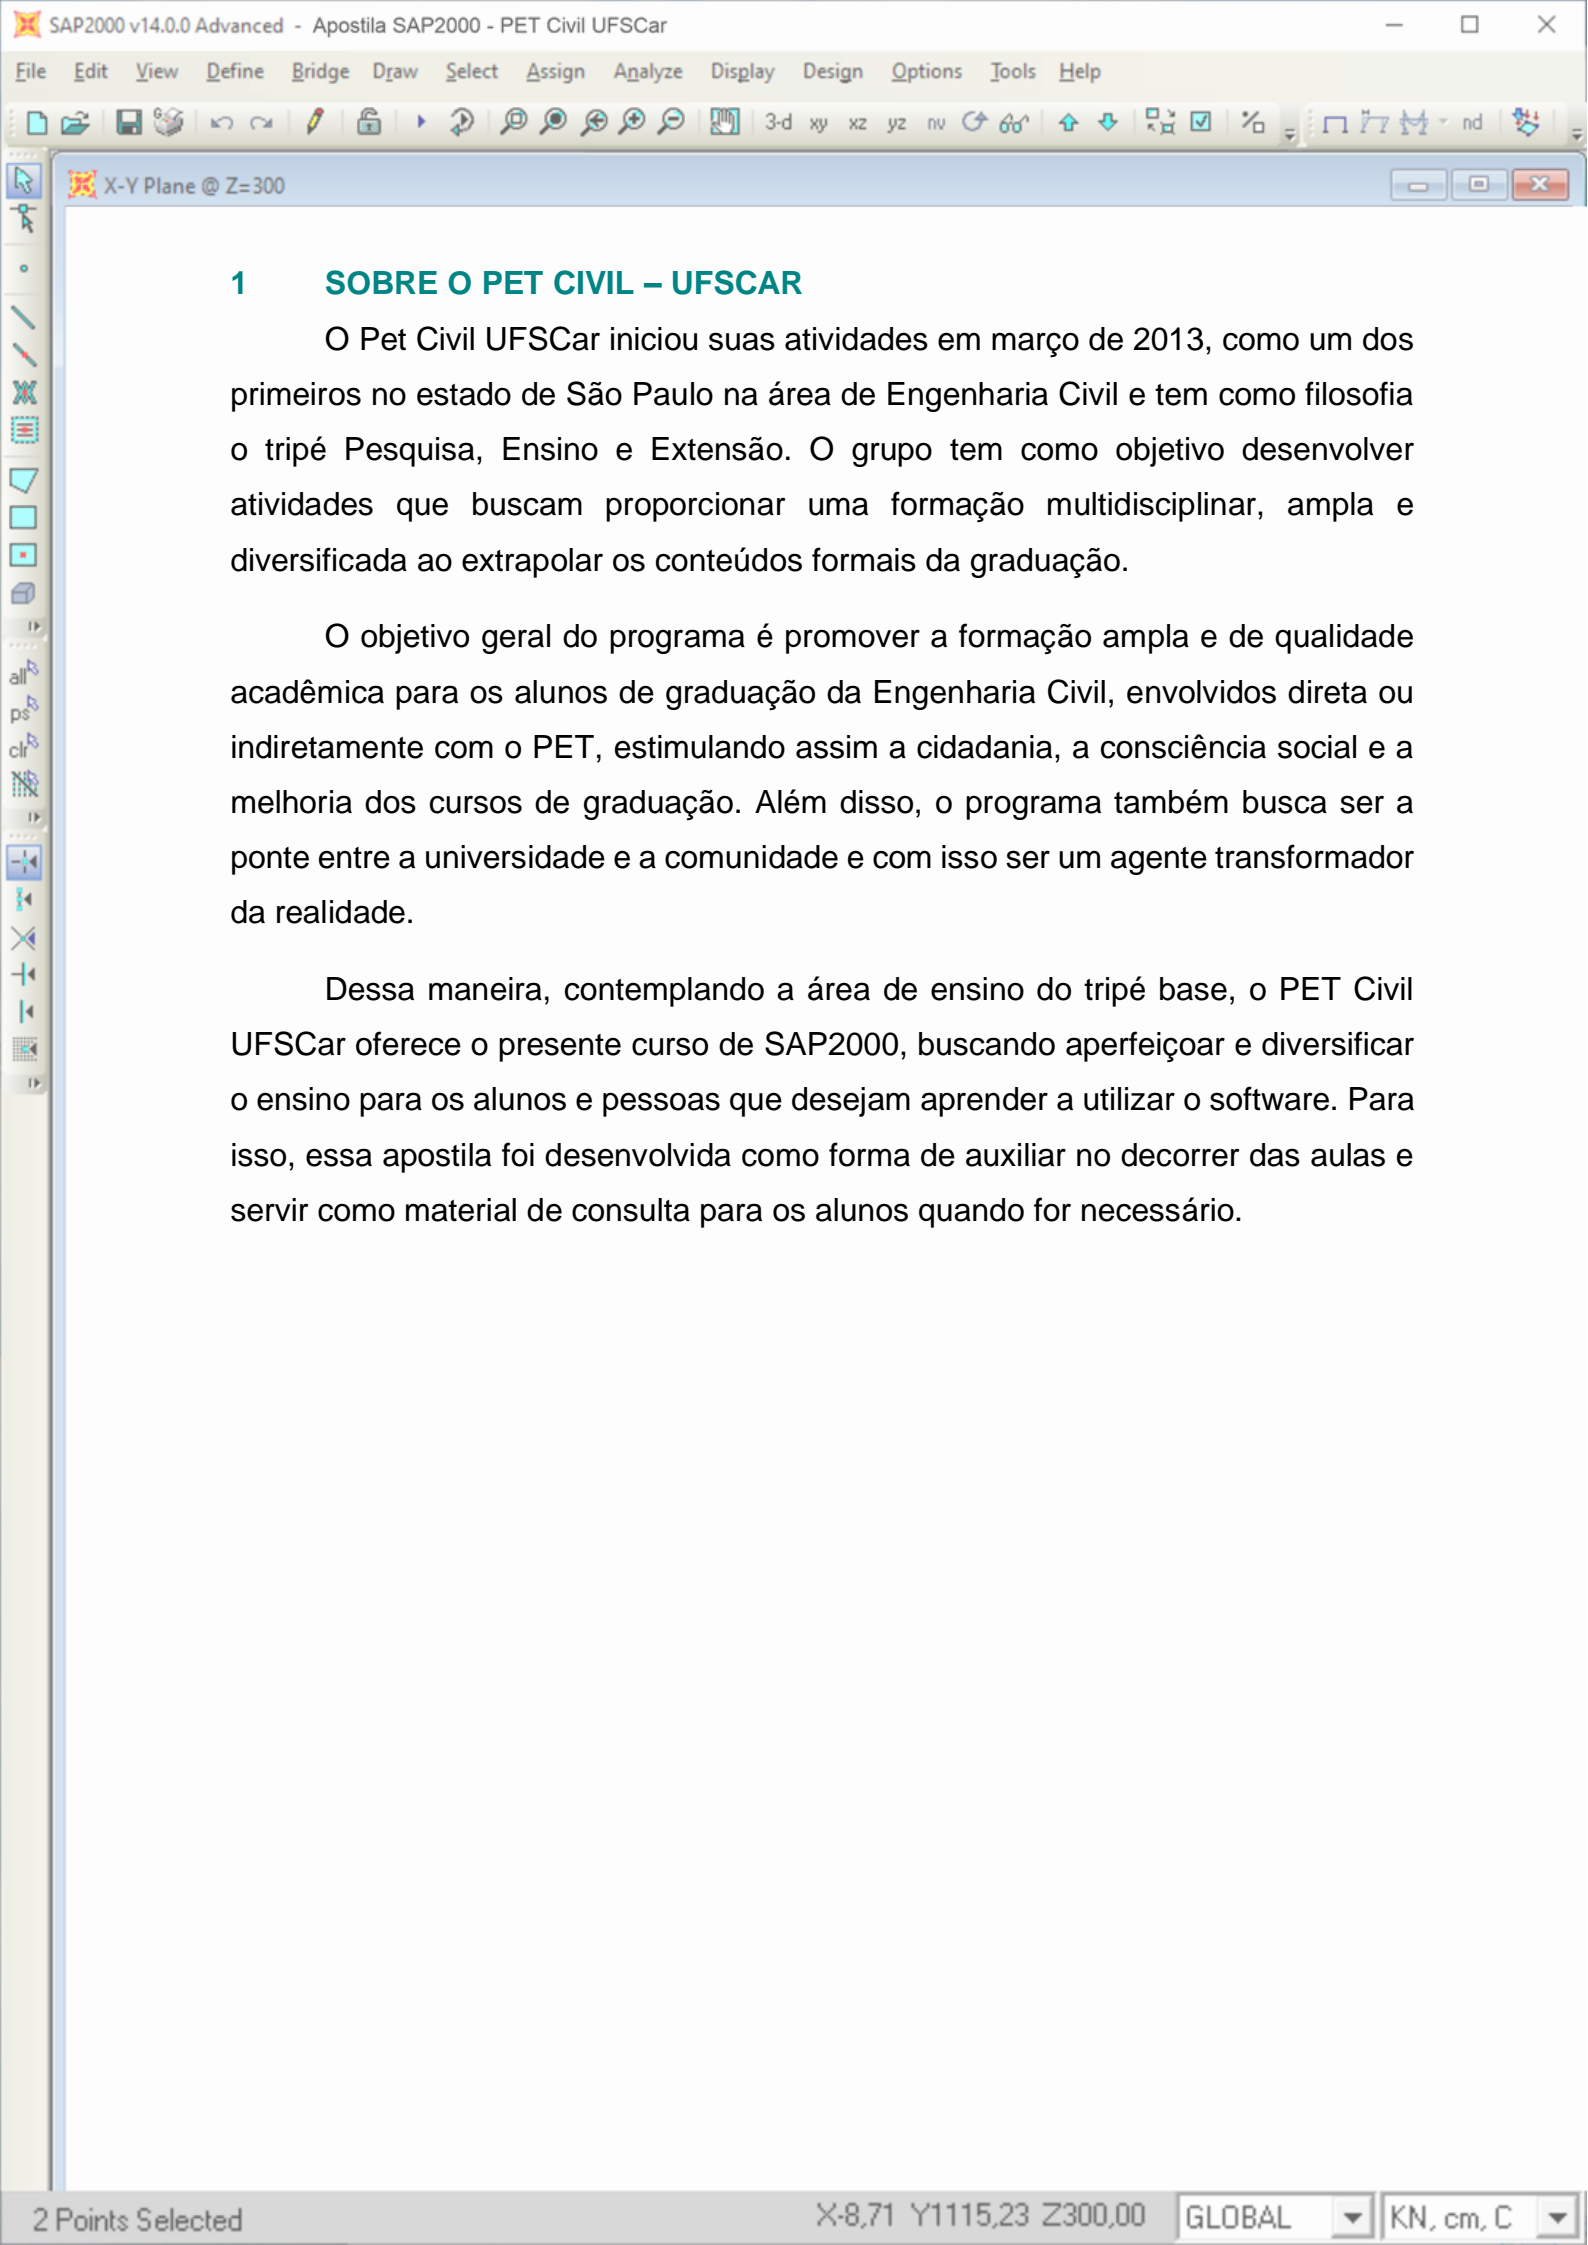 SAP2000 v14.0.0 Advanced - Apostila SAP2000 - PET Civil UFSCar
File Edit View Define Bridge Draw Select Assign Analyze Display Design Options Tools Help
3-d xy xz yz nv nd
X-Y Plane @ Z=300
all
ps
clr
1 SOBRE O PET CIVIL – UFSCAR
O Pet Civil UFSCar iniciou suas atividades em março de 2013, como um dos
primeiros no estado de São Paulo na área de Engenharia Civil e tem como filosofia
o tripé Pesquisa, Ensino e Extensão. O grupo tem como objetivo desenvolver
atividades que buscam proporcionar uma formação multidisciplinar, ampla e
diversificada ao extrapolar os conteúdos formais da graduação.
O objetivo geral do programa é promover a formação ampla e de qualidade
acadêmica para os alunos de graduação da Engenharia Civil, envolvidos direta ou
indiretamente com o PET, estimulando assim a cidadania, a consciência social e a
melhoria dos cursos de graduação. Além disso, o programa também busca ser a
ponte entre a universidade e a comunidade e com isso ser um agente transformador
da realidade.
Dessa maneira, contemplando a área de ensino do tripé base, o PET Civil
UFSCar oferece o presente curso de SAP2000, buscando aperfeiçoar e diversificar
o ensino para os alunos e pessoas que desejam aprender a utilizar o software. Para
isso, essa apostila foi desenvolvida como forma de auxiliar no decorrer das aulas e
servir como material de consulta para os alunos quando for necessário.
2 Points Selected X-8,71 Y1115,23 Z300,00 GLOBAL KN, cm, C